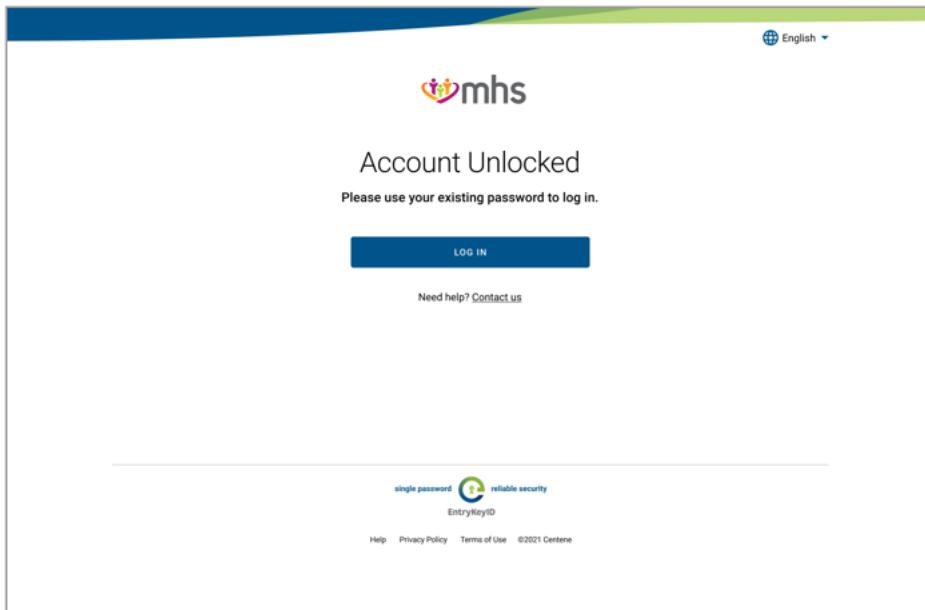 English
mhs
Account Unlocked
Please use your existing password to log in.
LOG IN
Need help? Contact us
single password reliable security
EntryKeyID
Help Privacy Policy Terms of Use ©2021 Centene